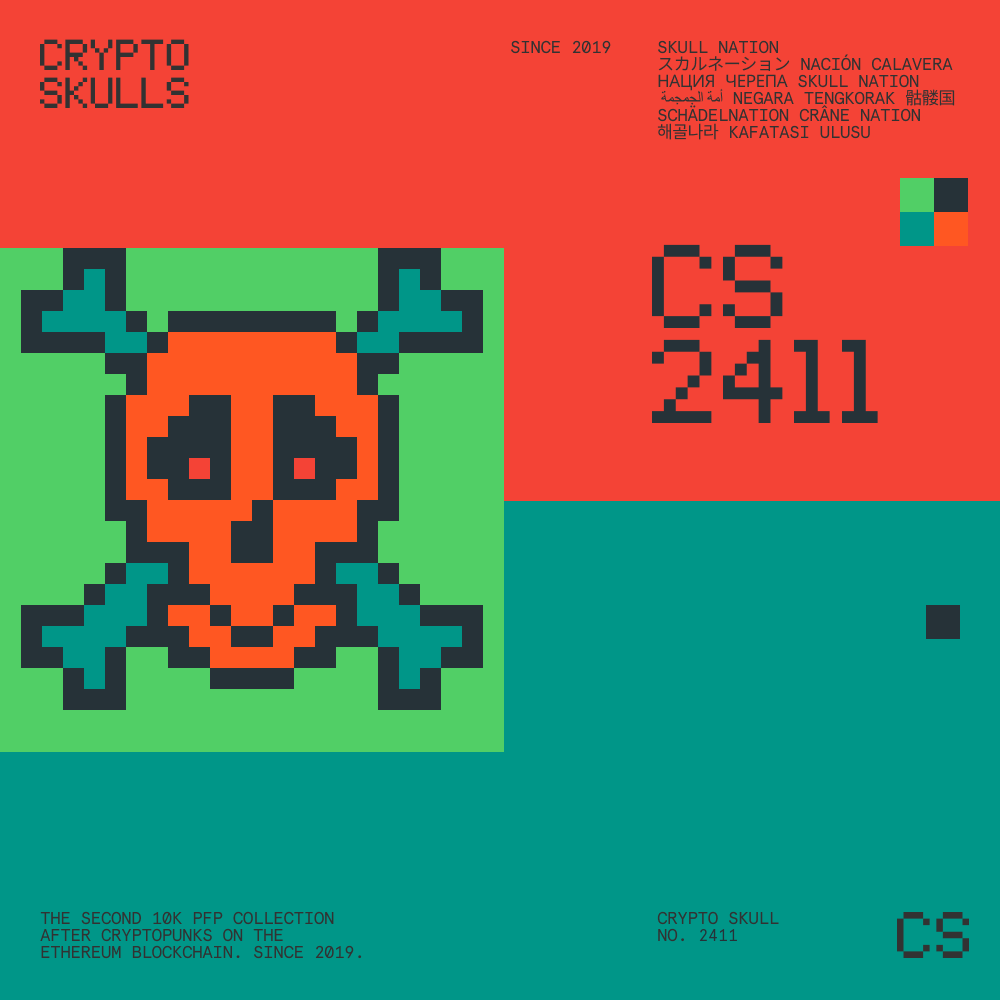 CRYPTO
SKULLS
SINCE 2019
SKULL NATION
スカルネーション NACIÓN CALAVERA
НАЦИЯ ЧЕРЕПА SKULL NATION
أمة الجمجمة NEGARA TENGKORAK 骷髅国
SCHÄDELNATION CRÂNE NATION
해골나라 KAFATASI ULUSU
CS
2411
THE SECOND 10K PFP COLLECTION
AFTER CRYPTOPUNKS ON THE
ETHEREUM BLOCKCHAIN. SINCE 2019.
CRYPTO SKULL
NO. 2411
CS